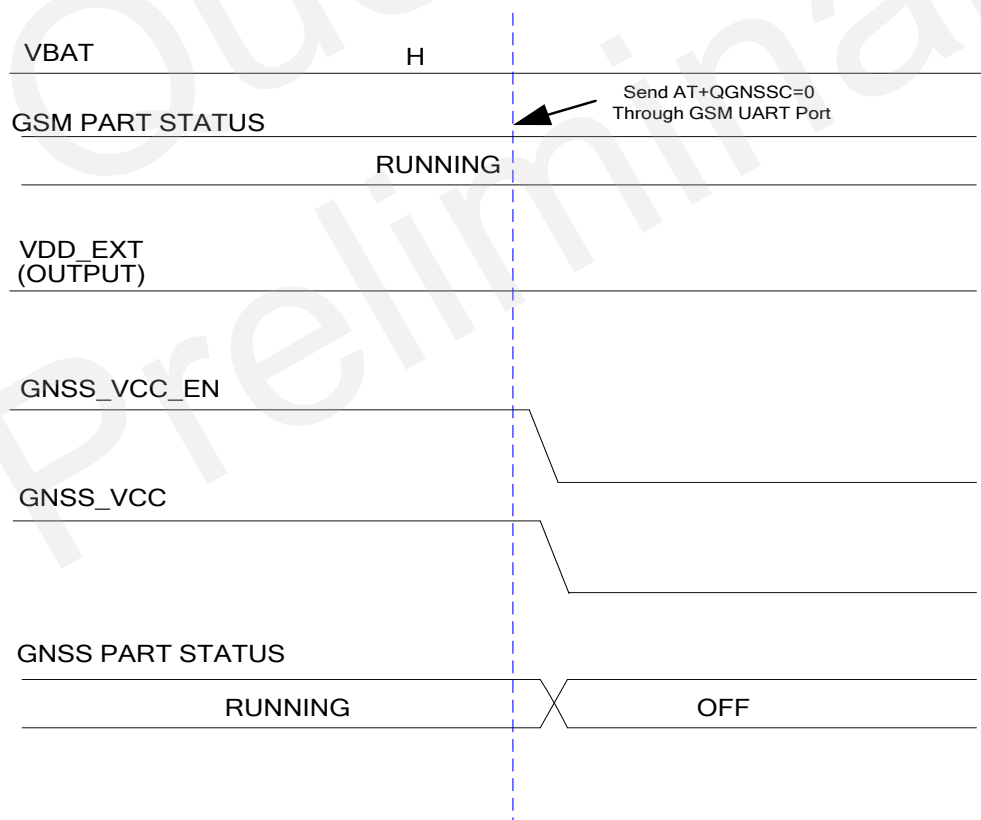 VBAT
H
Send AT+QGNSSC=0
Through GSM UART Port
GSM PART STATUS
RUNNING
VDD_EXT
(OUTPUT)
GNSS_VCC_EN
GNSS_VCC
GNSS PART STATUS
RUNNING
OFF